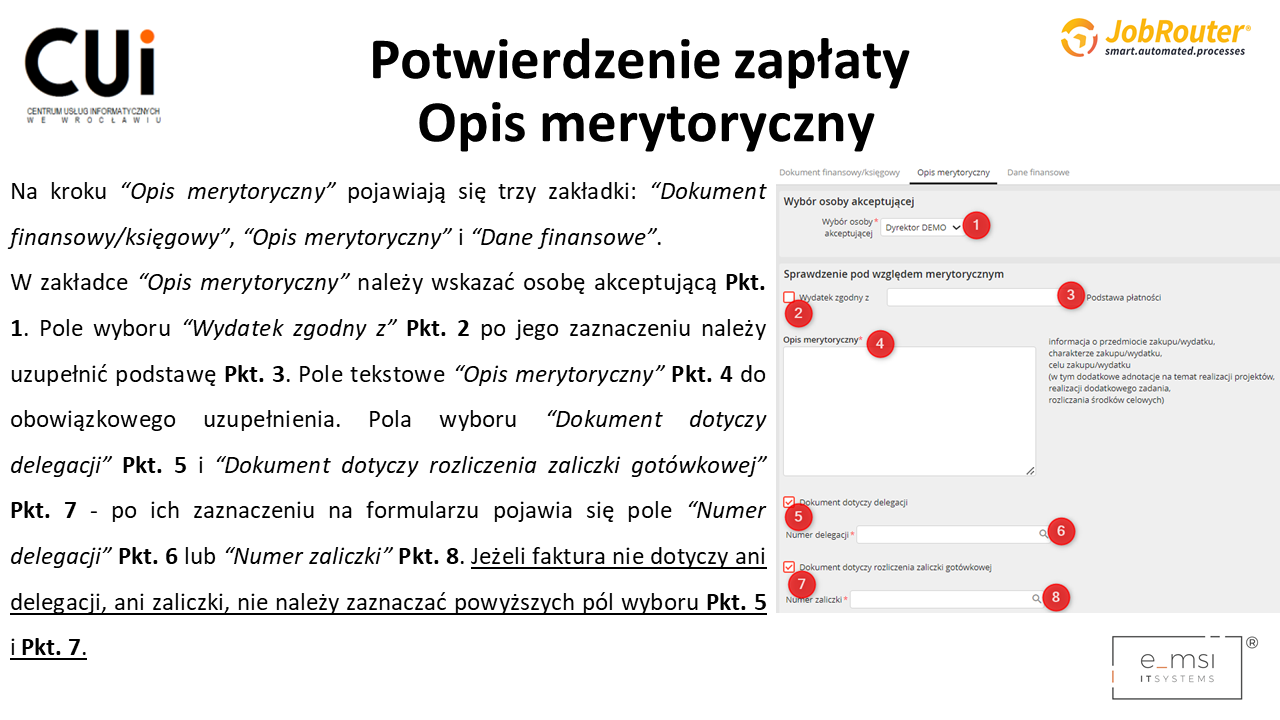 CUi
CENTRUM USŁUG INFORMATYCZNYCH
WE WROCŁAWIU
Potwierdzenie zapłaty
Opis merytoryczny
JobRouter®
smart.automated.processes
Na kroku “Opis merytoryczny” pojawiają się trzy zakładki: “Dokument
finansowy/księgowy”, “Opis merytoryczny” i “Dane finansowe”.
W zakładce “Opis merytoryczny” należy wskazać osobę akceptującą Pkt.
1. Pole wyboru “Wydatek zgodny z” Pkt. 2 po jego zaznaczeniu należy
uzupełnić podstawę Pkt. 3. Pole tekstowe “Opis merytoryczny” Pkt. 4 do
obowiązkowego uzupełnienia. Pola wyboru “Dokument dotyczy
delegacji” Pkt. 5 i “Dokument dotyczy rozliczenia zaliczki gotówkowej”
Pkt. 7 - po ich zaznaczeniu na formularzu pojawia się pole “Numer
delegacji” Pkt. 6 lub “Numer zaliczki” Pkt. 8. Jeżeli faktura nie dotyczy ani
delegacji, ani zaliczki, nie należy zaznaczać powyższych pól wyboru Pkt. 5
i Pkt. 7.
Dokument finansowy/księgowy Opis merytoryczny Dane finansowe
Wybór osoby akceptującej
Wybór osoby *
akceptującej
Dyrektor DEMO
1
Sprawdzenie pod względem merytorycznym
Wydatek zgodny z
3
Podstawa płatności
2
Opis merytoryczny*
4
informacja o przedmiocie zakupu/wydatku,
charakterze zakupu/wydatku,
celu zakupu/wydatku
(w tym dodatkowe adnotacje na temat realizacji projektów,
realizacji dodatkowego zadania,
rozliczania środków celowych)
Dokument dotyczy delegacji
5
Numer delegacji *
6
Dokument dotyczy rozliczenia zaliczki gotówkowej
7
Numer zaliczki *
8
e_msi ®
ITSYSTEMS